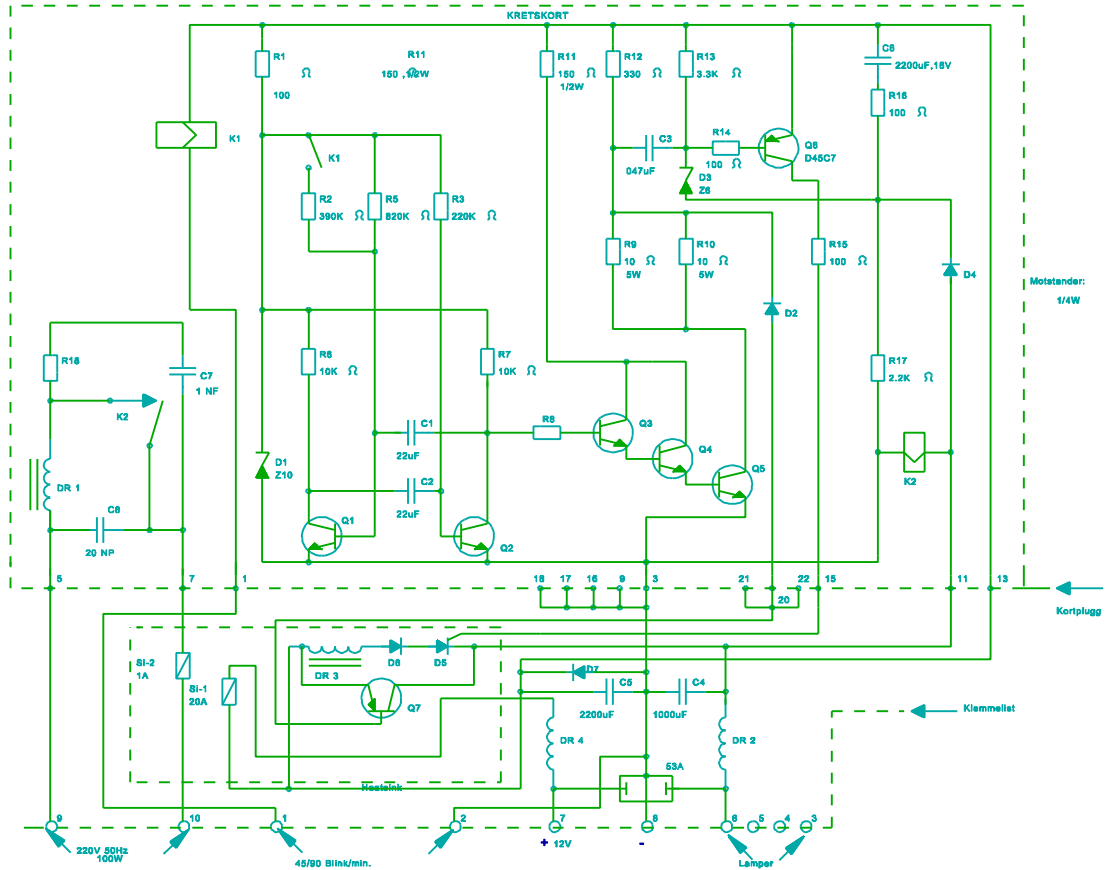 KRETSKORT
R1 Ω
100
R11
150 ,1/2W Ω
R11
150 Ω
1/2W
R12
330 Ω
R13
3.3K Ω
C6
2200uF,16V
R16
100 Ω
K1
K1
C3
047uF
R14
100 Ω
Q6
D45C7
D3
Z6
R2
390K Ω
R5
820K Ω
R3
220K Ω
R9
10 Ω
5W
R10
10 Ω
5W
R15
100 Ω
D4
Motstander:
1/4W
D2
R18
C7
1 NF
R6
10K Ω
R7
10K Ω
R17
2.2K Ω
K2
C1
22uF
R8
Q3
Q4
Q5
D1
Z10
C2
22uF
K2
DR 1
C8
20 NP
Q1
Q2
5
7
1
18
17
16
9
3
21
20
22
15
11
13
Kortplugg
SI-2
1A
SI-1
20A
DR 3
D6
D5
Q7
D7
C5
2200uF
C4
1000uF
Klemmelist
DR 4
DR 2
53A
Heatsink
9
10
1
2
7
8
6
5
4
3
220V 50Hz
100W
45/90 Blink/min.
+ 12V
-
Lamper